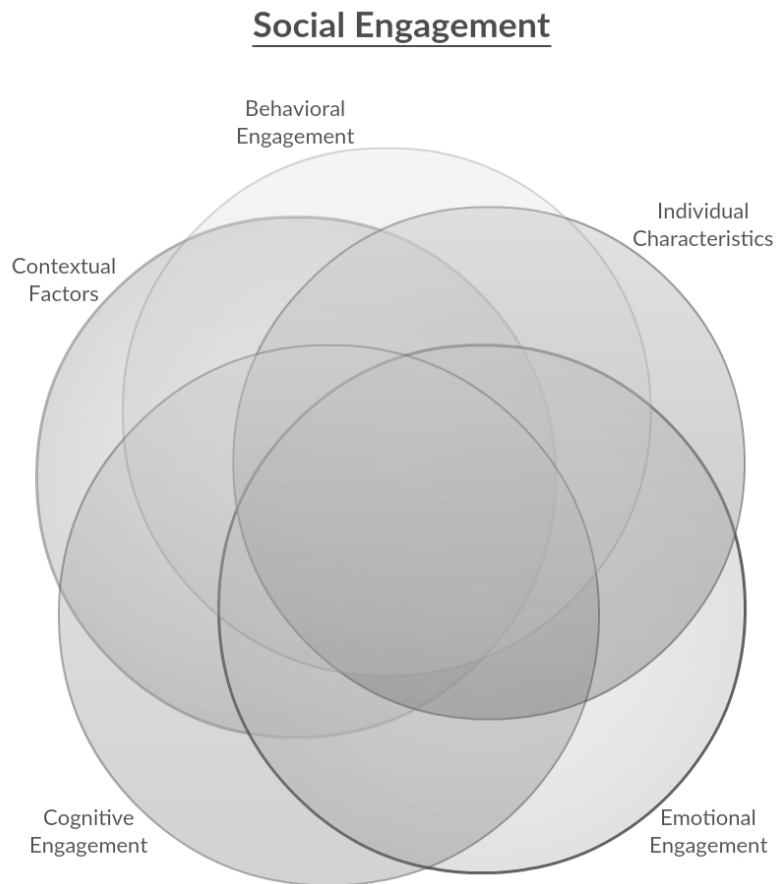 Social Engagement
Behavioral
Engagement
Individual
Characteristics
Contextual
Factors
Cognitive
Engagement
Emotional
Engagement